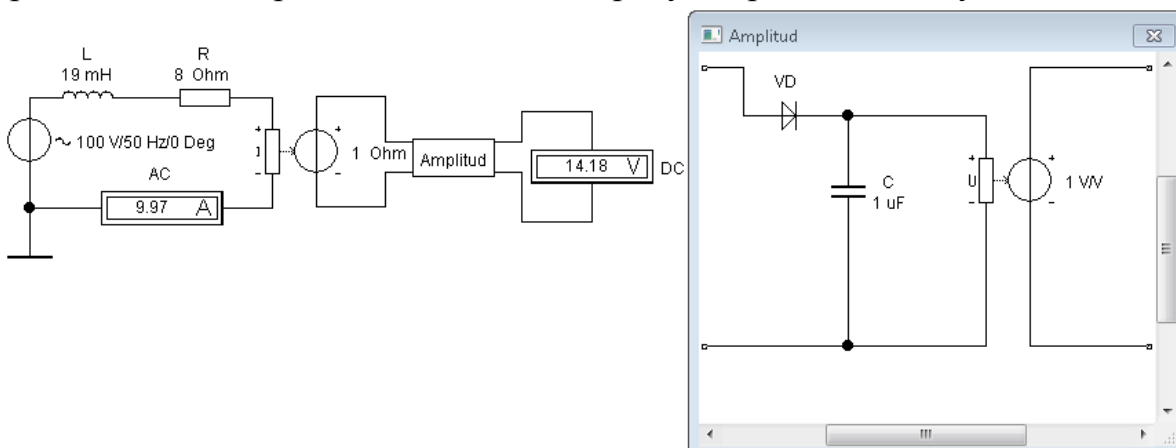 L
19 mH
R
8 Ohm
~ 100 V/50 Hz/0 Deg
+
I
-
+
-
1 Ohm
Amplitud
14.18 V
DC
AC
9.97 A
Amplitud
VD
C
1 uF
+
U
-
+
-
1 V/V